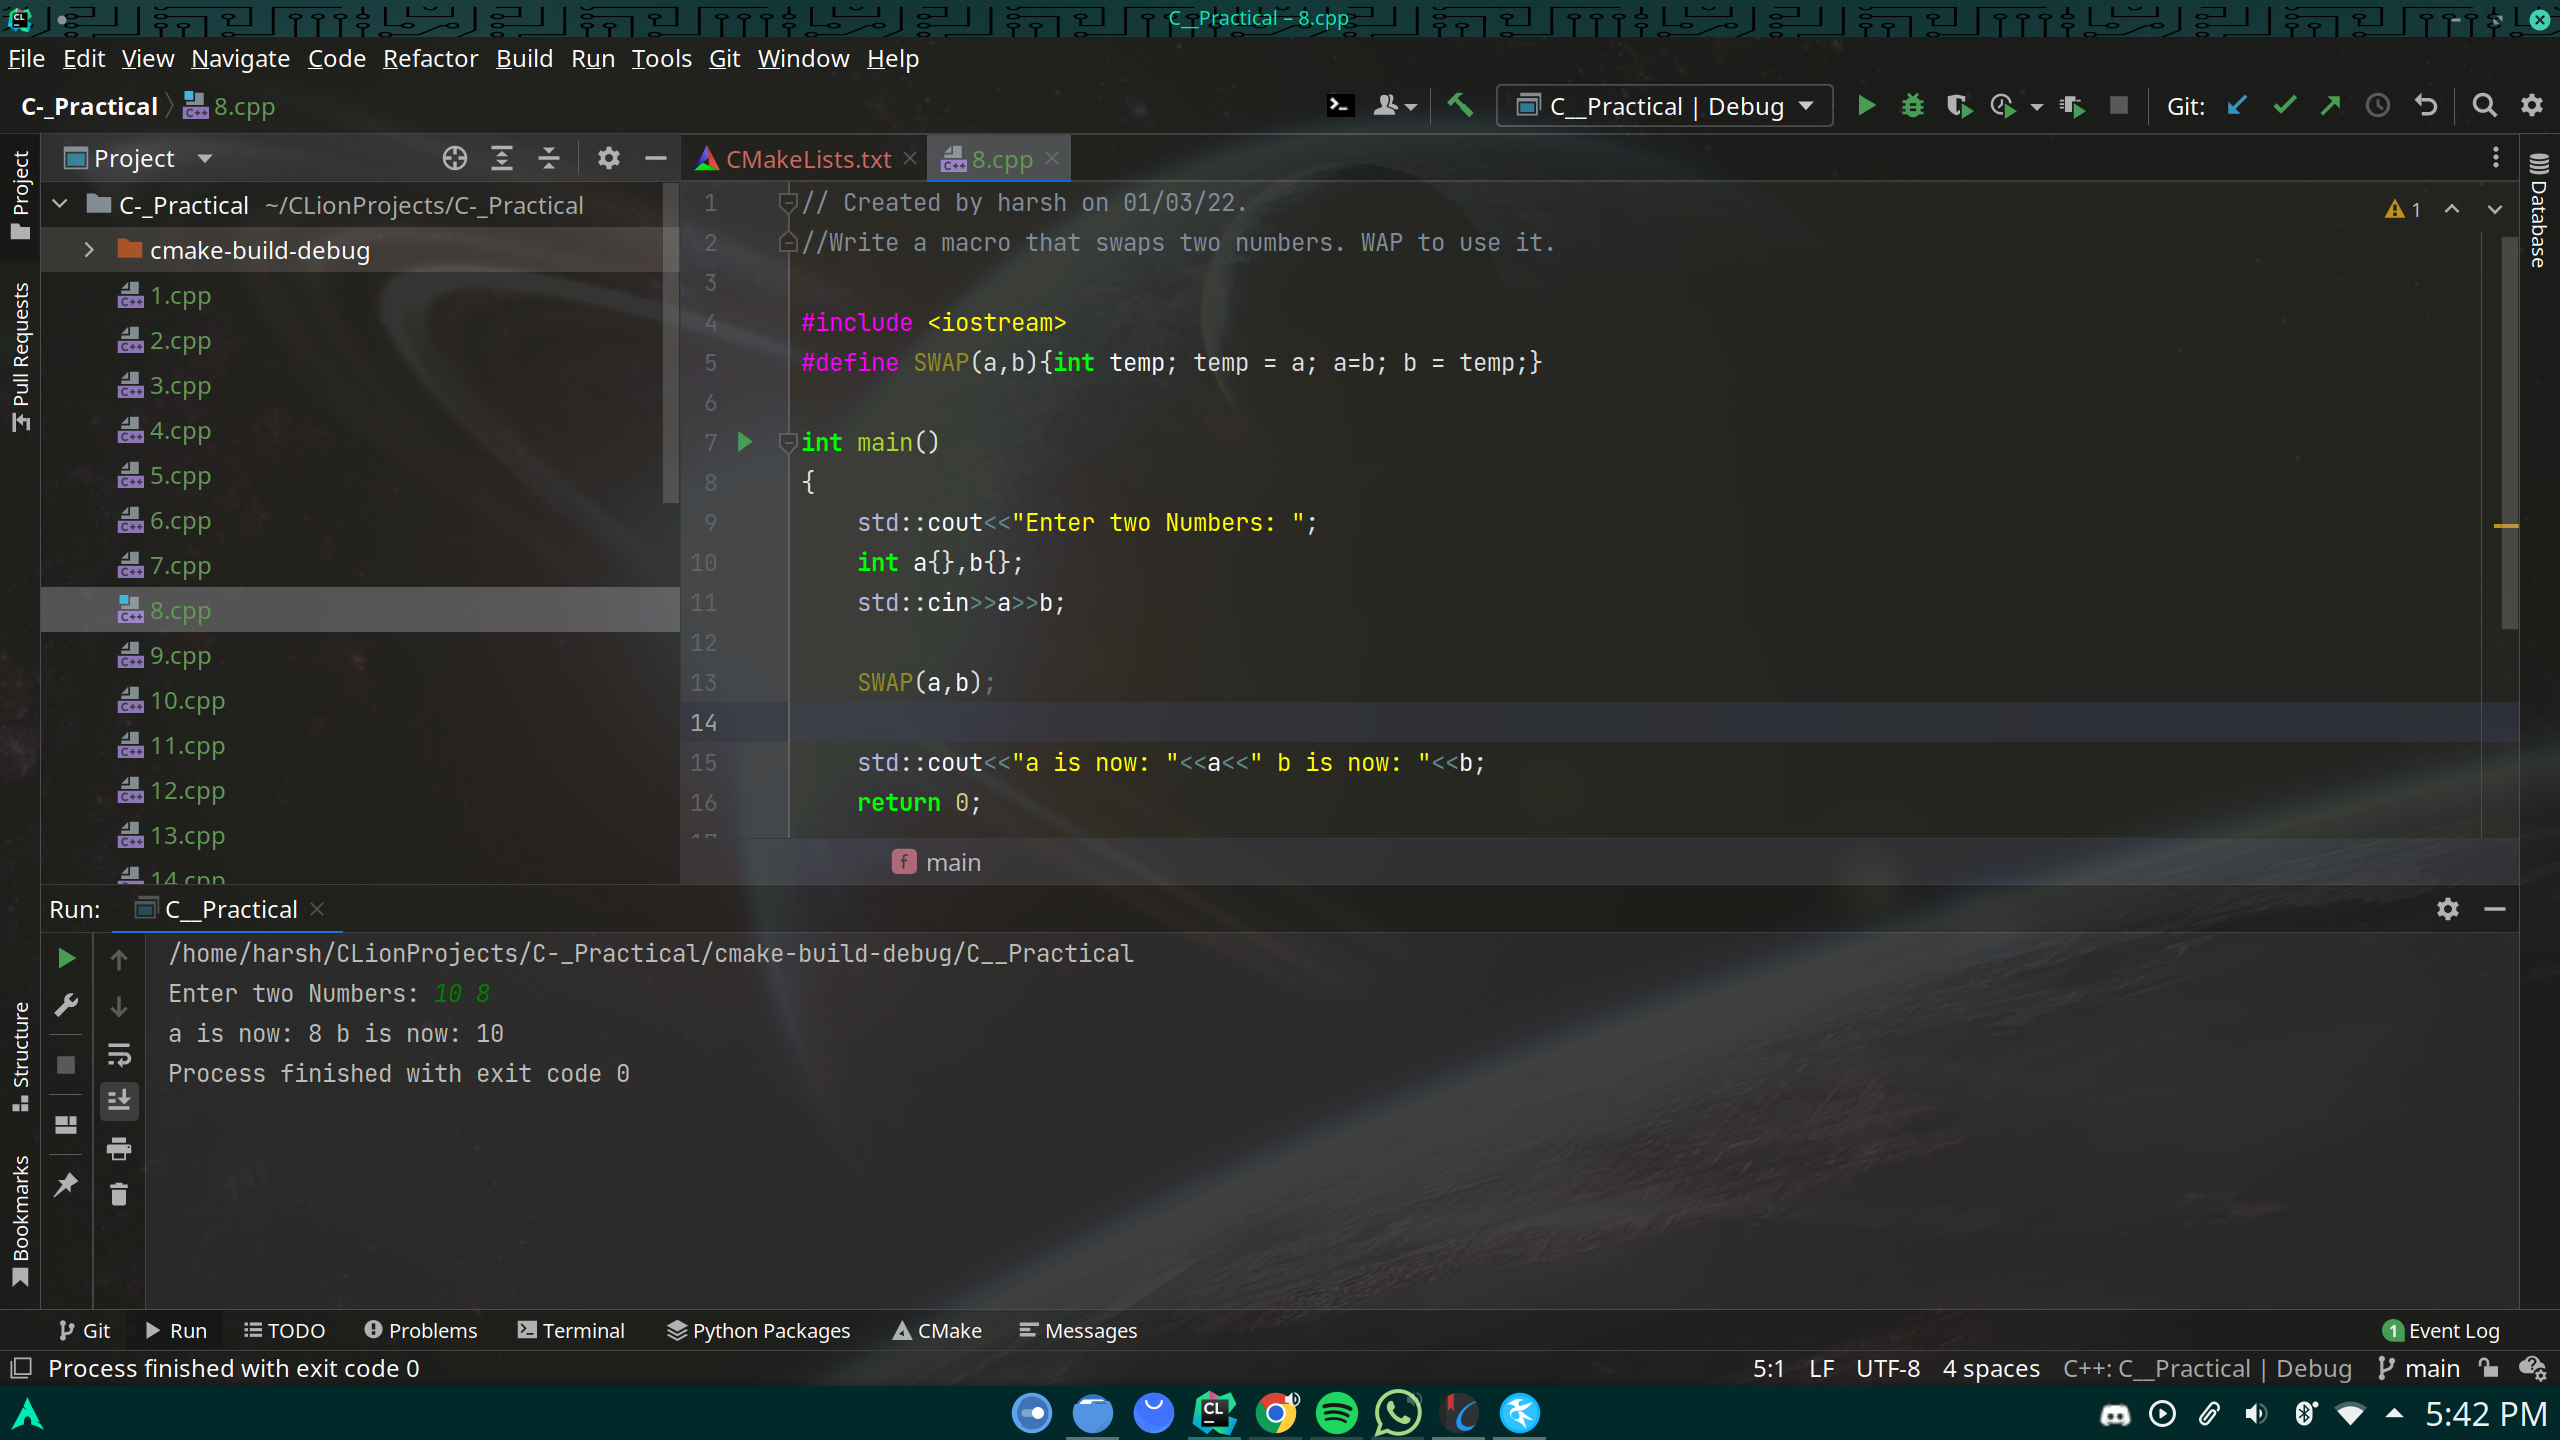 C__Practical – 8.cpp
File Edit View Navigate Code Refactor Build Run Tools Git Window Help
C-_Practical 8.cpp
C__Practical | Debug
Git:
Project
Pull Requests
Structure
Bookmarks
Database
Project
C-_Practical ~/CLionProjects/C-_Practical
cmake-build-debug
1.cpp
2.cpp
3.cpp
4.cpp
5.cpp
6.cpp
7.cpp
8.cpp
9.cpp
10.cpp
11.cpp
12.cpp
13.cpp
14.cpp
CMakeLists.txt 8.cpp
1
1 // Created by harsh on 01/03/22.
2 //Write a macro that swaps two numbers. WAP to use it.
3
4 #include <iostream>
5 #define SWAP(a,b){int temp; temp = a; a=b; b = temp;}
6
7 int main()
8 {
9 std::cout<<"Enter two Numbers: ";
10 int a{},b{};
11 std::cin>>a>>b;
12
13 SWAP(a,b);
14
15 std::cout<<"a is now: "<<a<<" b is now: "<<b;
16 return 0;
17
f main
Run: C__Practical
/home/harsh/CLionProjects/C-_Practical/cmake-build-debug/C__Practical
Enter two Numbers: 10 8
a is now: 8 b is now: 10
Process finished with exit code 0
Git Run TODO Problems Terminal Python Packages CMake Messages 1 Event Log
Process finished with exit code 0 5:1 LF UTF-8 4 spaces C++: C__Practical | Debug main
CL
5:42 PM